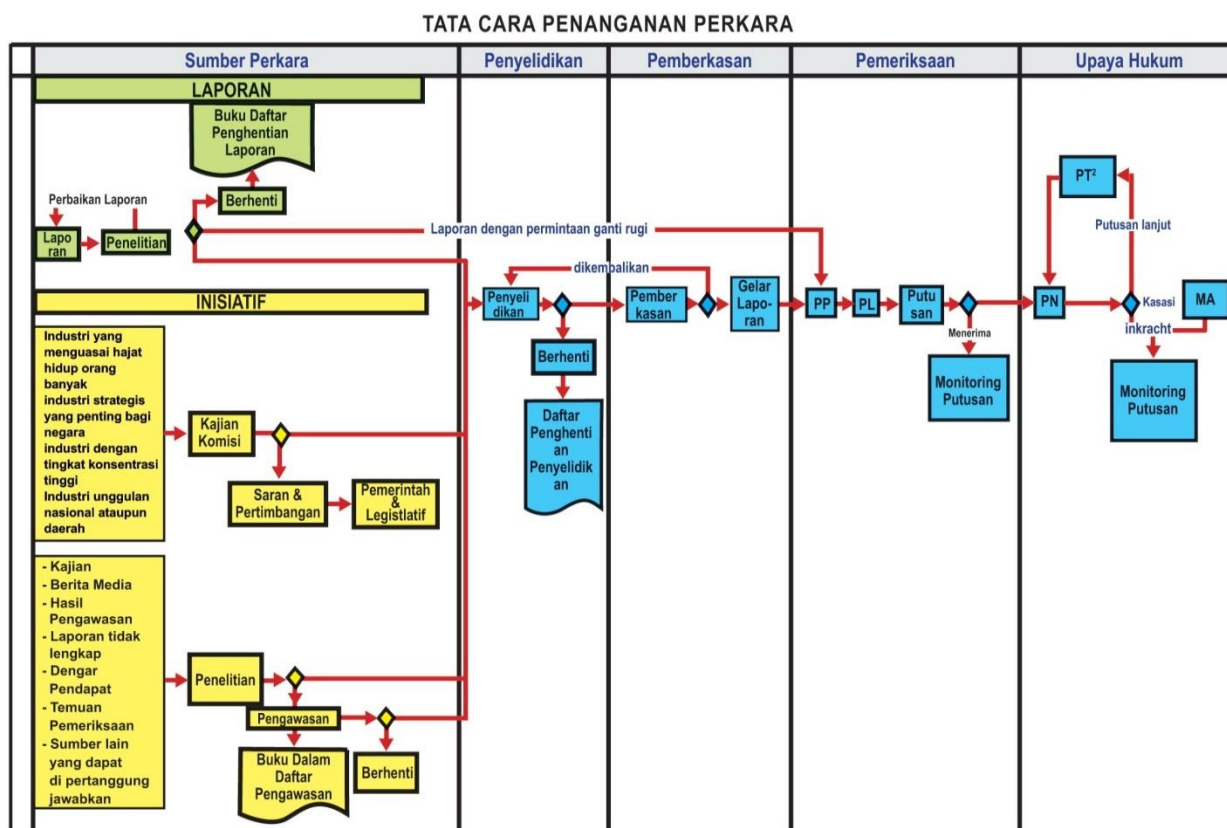 TATA CARA PENANGANAN PERKARA
Sumber Perkara
Penyelidikan
Pemberkasan
Pemeriksaan
Upaya Hukum
LAPORAN
Buku Daftar
Penghentian
Laporan
Berhenti
Perbaikan Laporan
Lapo
ran
Penelitian
Laporan dengan permintaan ganti rugi
INISIATIF
Industri yang
menguasai hajat
hidup orang
banyak
industri strategis
yang penting bagi
negara
industri dengan
tingkat konsentrasi
tinggi
Industri unggulan
nasional ataupun
daerah
Kajian
Komisi
Saran &
Pertimbangan
Pemerintah
&
Legistlatif
- Kajian
- Berita Media
- Hasil
Pengawasan
- Laporan tidak
lengkap
- Dengar
Pendapat
- Temuan
Pemeriksaan
- Sumber lain
yang dapat
di pertanggung
jawabkan
Penelitian
Pengawasan
Buku Dalam
Daftar
Pengawasan
Berhenti
dikembalikan
Penyeli
dikan
Berhenti
Daftar
Penghenti
an
Penyelidik
an
Pember
kasan
Gelar
Lapo-
ran
PP
PL
Putu
san
Menerima
Monitoring
Putusan
PT²
Putusan lanjut
PN
Kasasi
MA
inkracht
Monitoring
Putusan